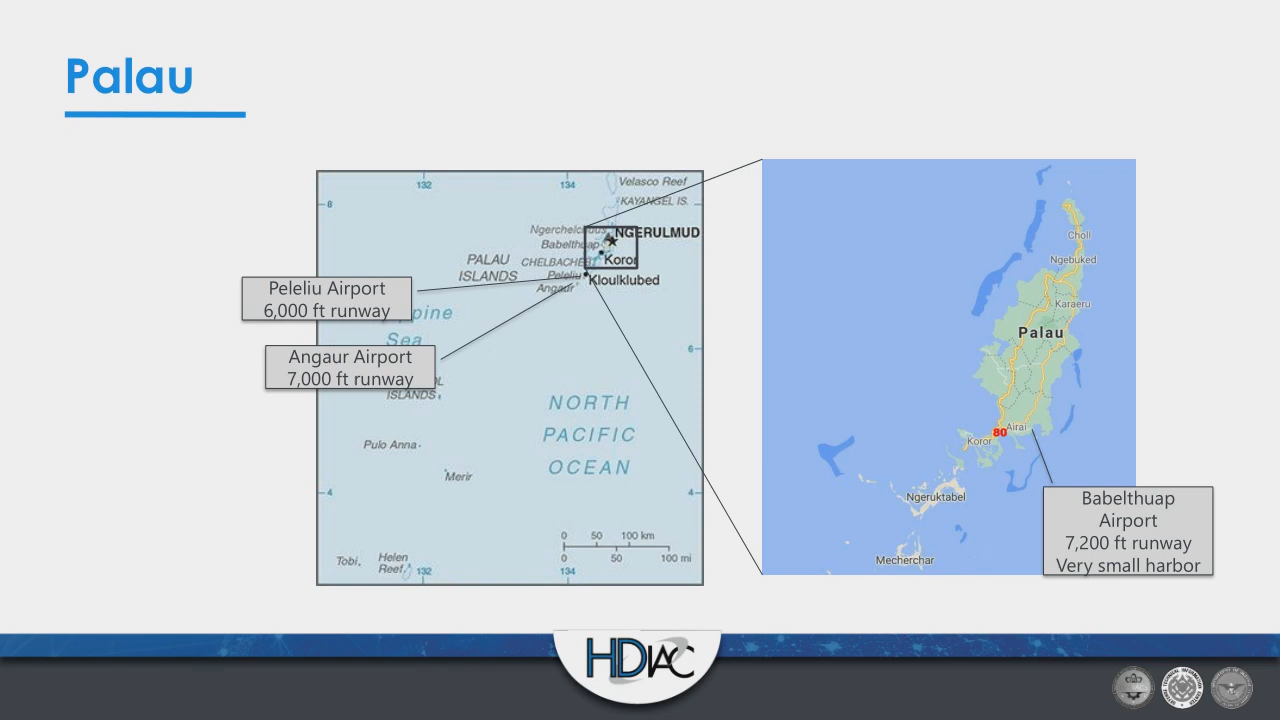 Palau
132
134
Velasco Reef
8
KAYANGEL IS.
NGERULMUD
Babelthuap
PALAU
ISLANDS
Koror
Peleliu
Kloulklubed
Angaur
Peleliu Airport
6,000 ft runway
Sea
Angaur Airport
7,000 ft runway
6
ISLANDS
NORTH
PACIFIC
OCEAN
Pulo Anna
Merir
4
4
0 50 100 km
0 50 100 mi
Tobi
Helen
Reef
132
134
Choll
Ngebuked
Karaeru
Palau
80
Airai
Koror
Ngeruktabel
Mecherchar
Babelthuap
Airport
7,200 ft runway
Very small harbor
HDIAC